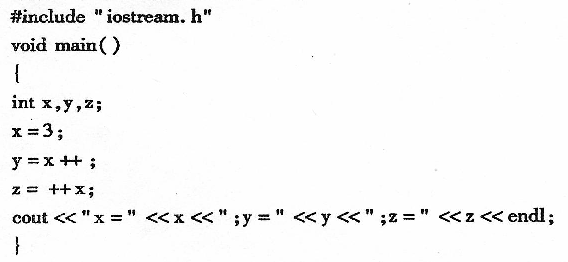 #include "iostream.h"
void main()
{
int x,y,z;
x=3;
y=x++;
z= ++x;
cout <<"x=" <<x<<";y=" <<y<<";z=" <<z<<endl;
}